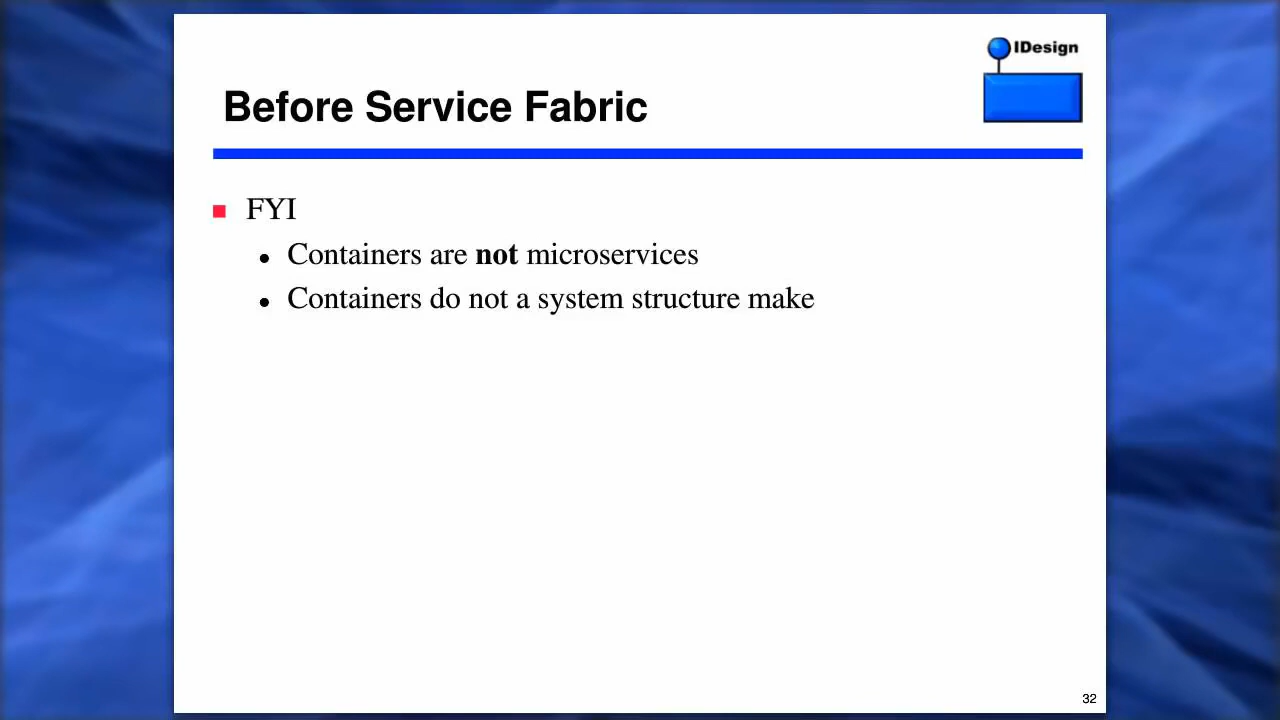 IDesign
Before Service Fabric
FYI
Containers are not microservices
Containers do not a system structure make
32